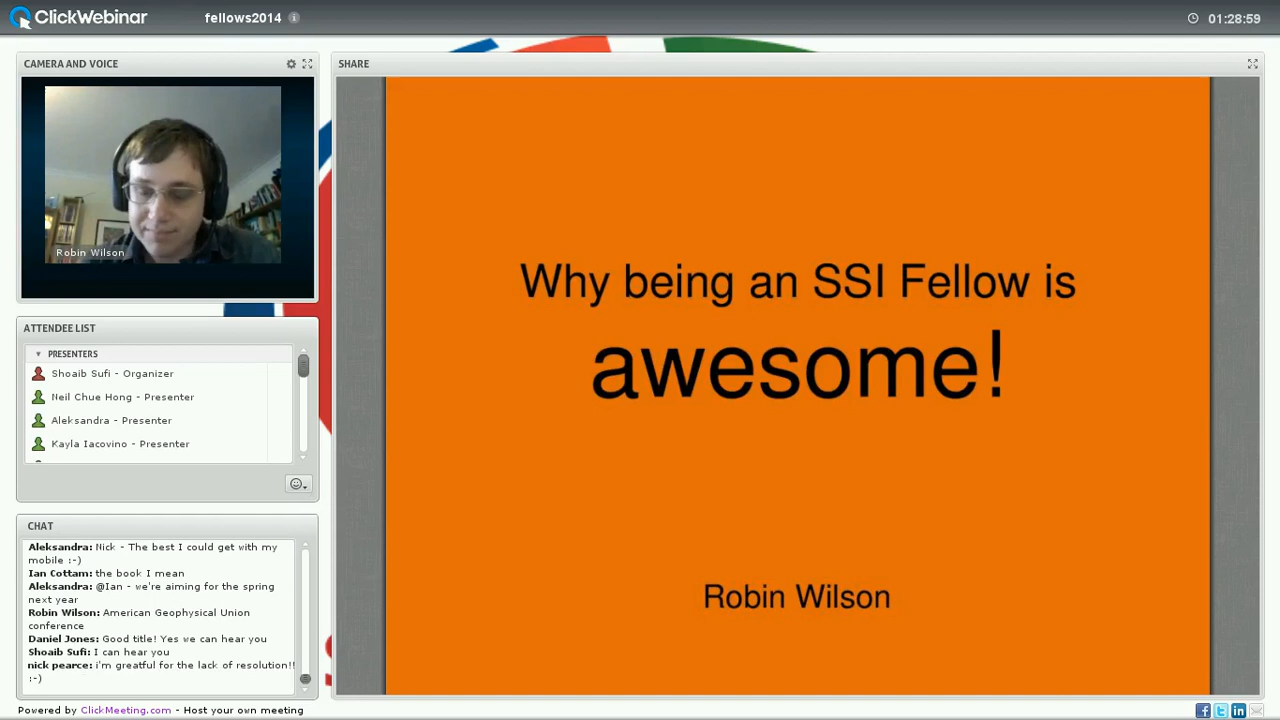 ClickWebinar
fellows2014
01:28:59
CAMERA AND VOICE
Robin Wilson
ATTENDEE LIST
PRESENTERS
Shoaib Sufi - Organizer
Neil Chue Hong - Presenter
Aleksandra - Presenter
Kayla Iacovino - Presenter
CHAT
Aleksandra: Nick - The best I could get with my
mobile :-)
Ian Cottam: the book I mean
Aleksandra: @Ian - we're aiming for the spring
next year
Robin Wilson: American Geophysical Union
conference
Daniel Jones: Good title! Yes we can hear you
Shoaib Sufi: I can hear you
nick pearce: i'm greatful for the lack of resolution!!
:-)
SHARE
Why being an SSI Fellow is
awesome!
Robin Wilson
Powered by ClickMeeting.com - Host your own meeting